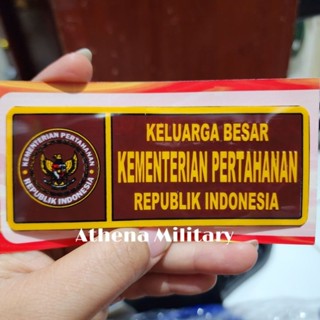 KEMENTERIAN PERTAHANAN
REPUBLIK INDONESIA
KELUARGA BESAR
KEMENTERIAN PERTAHANAN
REPUBLIK INDONESIA
Athena Military